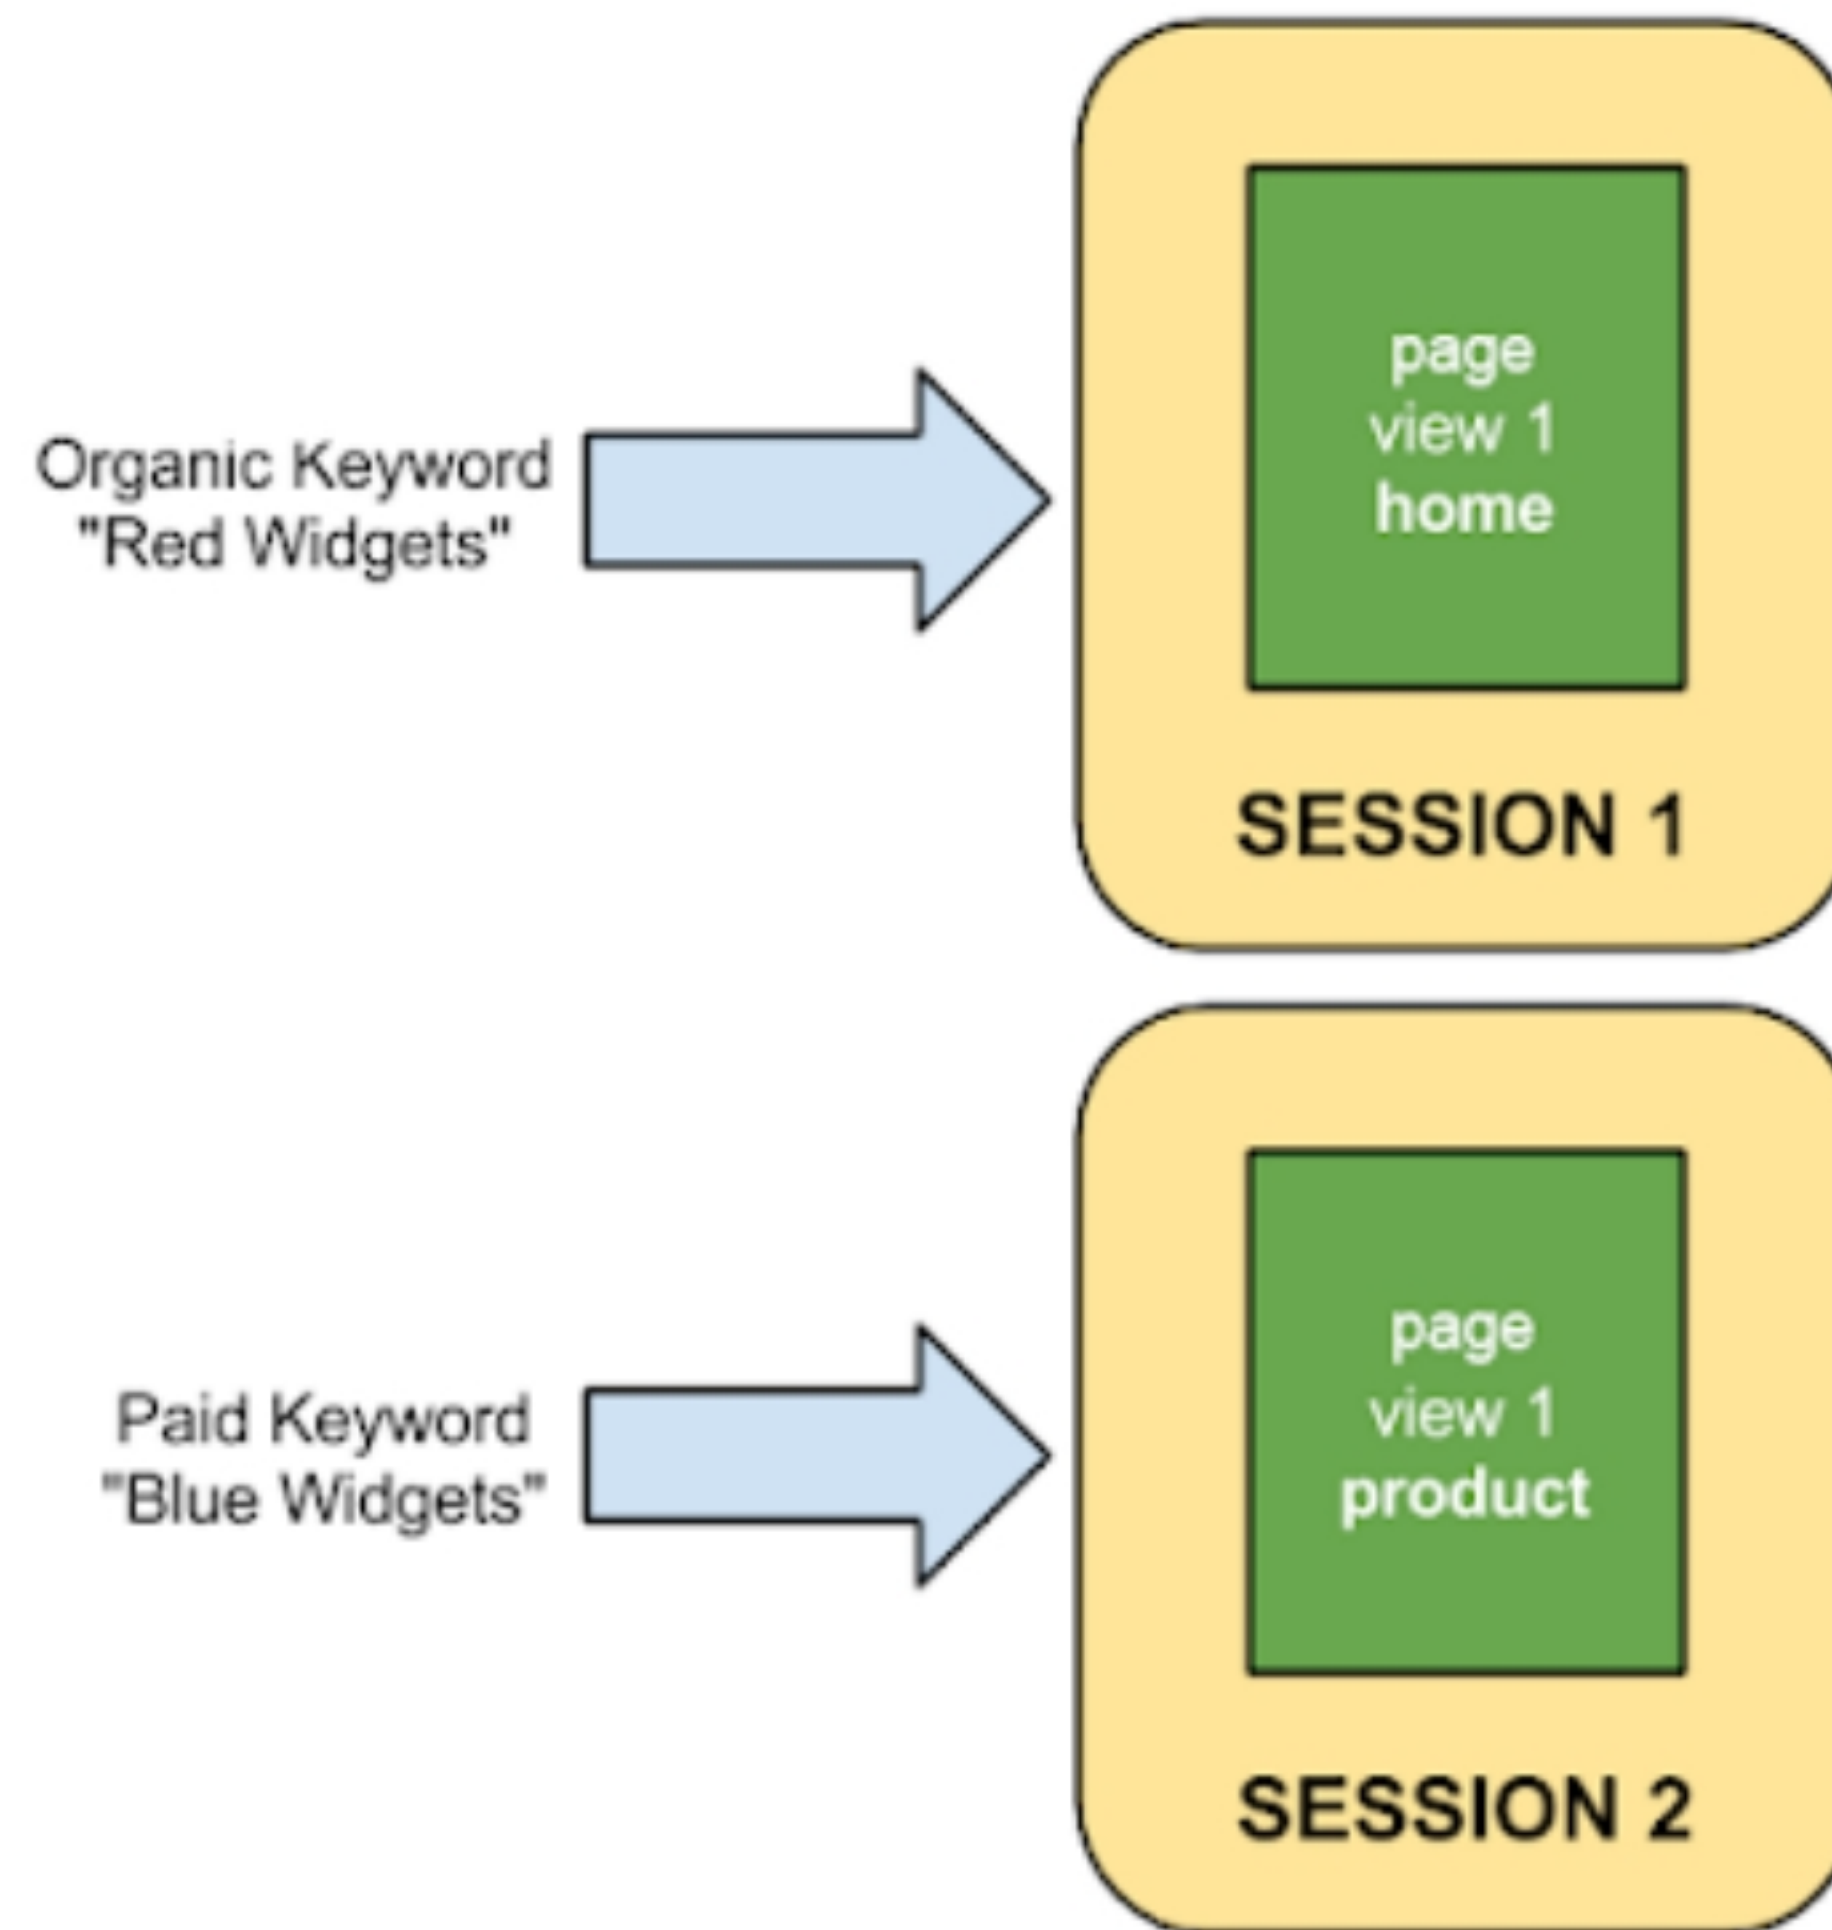 Organic Keyword
"Red Widgets"
page
view 1
home
SESSION 1
Paid Keyword
"Blue Widgets"
page
view 1
product
SESSION 2